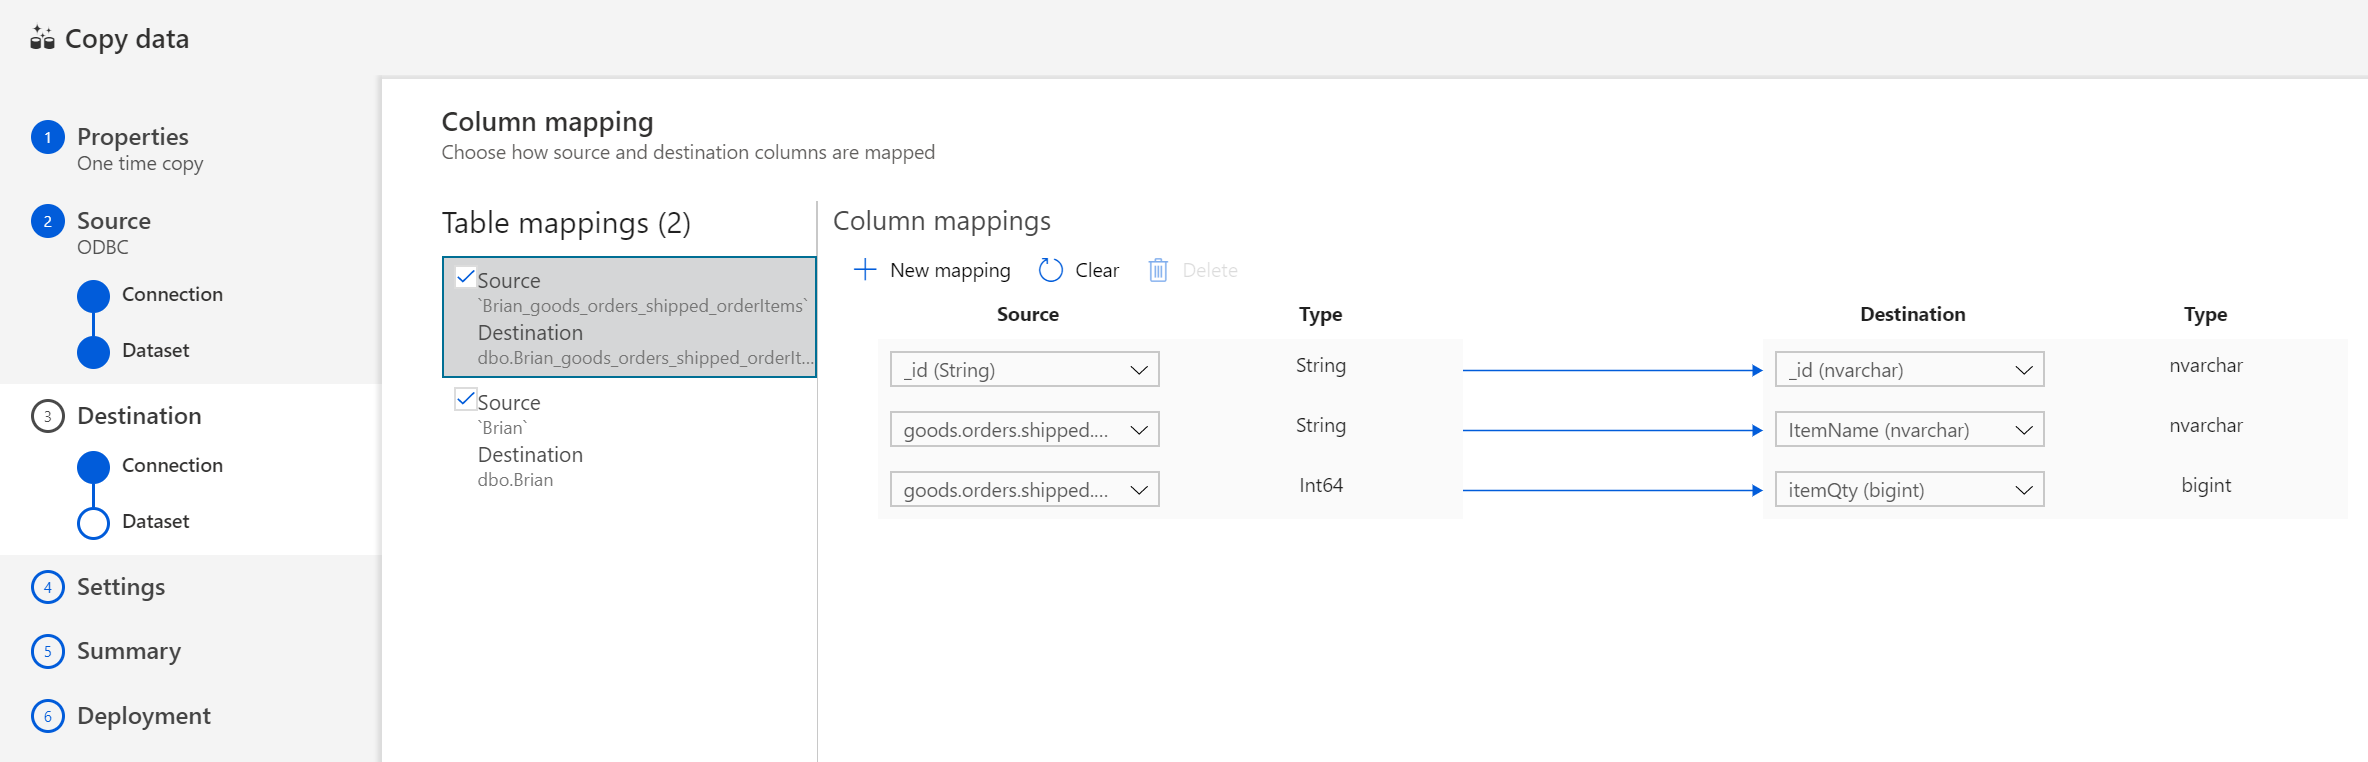 Copy data
1 Properties
One time copy
2 Source
ODBC
Connection
Dataset
3 Destination
Connection
Dataset
4 Settings
5 Summary
6 Deployment
Column mapping
Choose how source and destination columns are mapped
Table mappings (2)
Source
`Brian_goods_orders_shipped_orderItems`
Destination
dbo.Brian_goods_orders_shipped_orderIt...
Source
`Brian`
Destination
dbo.Brian
Column mappings
New mapping Clear Delete
Source Type Destination Type
_id (String) String _id (nvarchar) nvarchar
goods.orders.shipped.... String ItemName (nvarchar) nvarchar
goods.orders.shipped.... Int64 itemQty (bigint) bigint